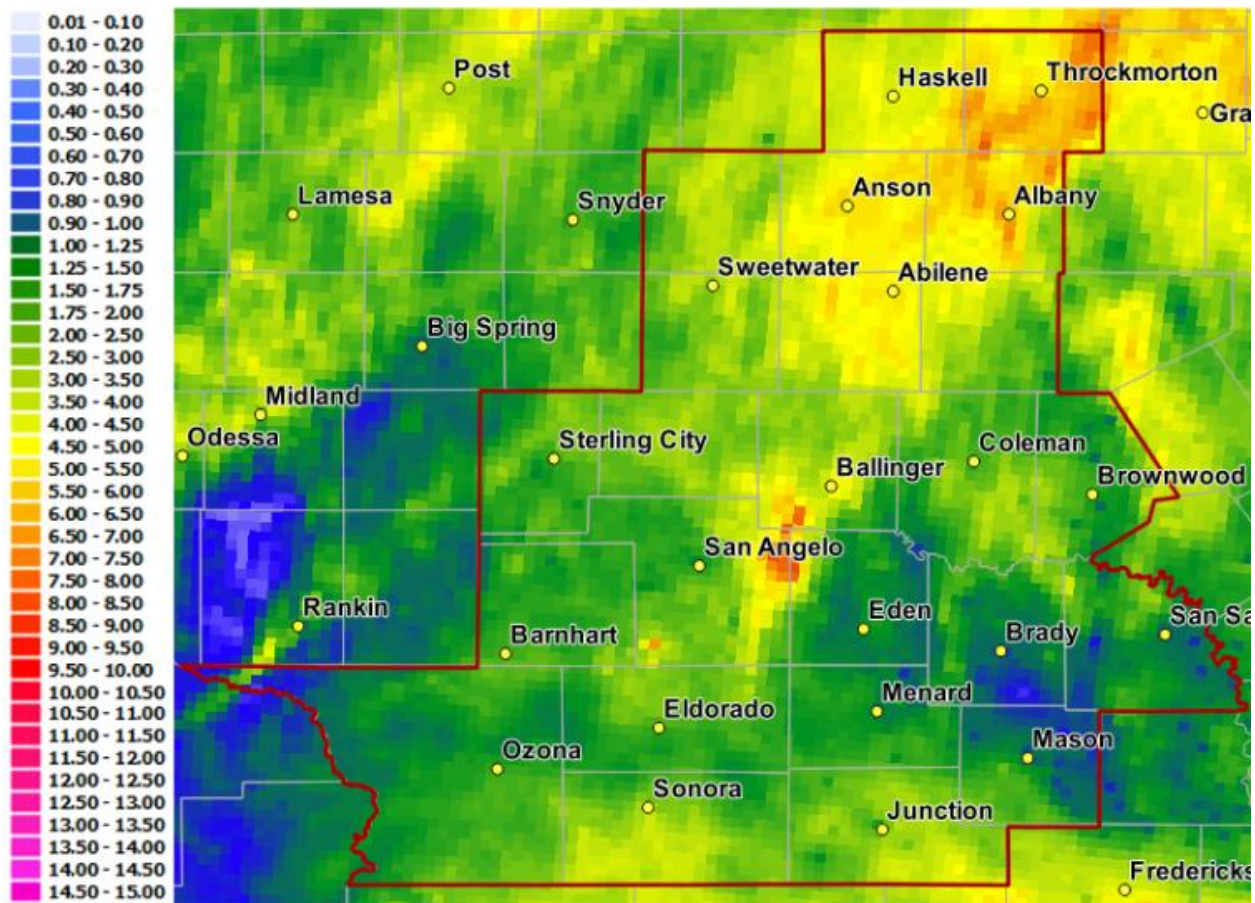 0.01 - 0.10
0.10 - 0.20
0.20 - 0.30
0.30 - 0.40
0.40 - 0.50
0.50 - 0.60
0.60 - 0.70
0.70 - 0.80
0.80 - 0.90
0.90 - 1.00
1.00 - 1.25
1.25 - 1.50
1.50 - 1.75
1.75 - 2.00
2.00 - 2.50
2.50 - 3.00
3.00 - 3.50
3.50 - 4.00
4.00 - 4.50
4.50 - 5.00
5.00 - 5.50
5.50 - 6.00
6.00 - 6.50
6.50 - 7.00
7.00 - 7.50
7.50 - 8.00
8.00 - 8.50
8.50 - 9.00
9.00 - 9.50
9.50 - 10.00
10.00 - 10.50
10.50 - 11.00
11.00 - 11.50
11.50 - 12.00
12.00 - 12.50
12.50 - 13.00
13.00 - 13.50
13.50 - 14.00
14.00 - 14.50
14.50 - 15.00
Post
Haskell
Throckmorton
Gra
Lamesa
Snyder
Anson
Albany
Sweetwater
Abilene
Big Spring
Midland
Odessa
Sterling City
Ballinger
Coleman
Brownwood
San Angelo
Rankin
Barnhart
Eden
Brady
San Sa
Eldorado
Menard
Ozona
Mason
Sonora
Junction
Fredericks